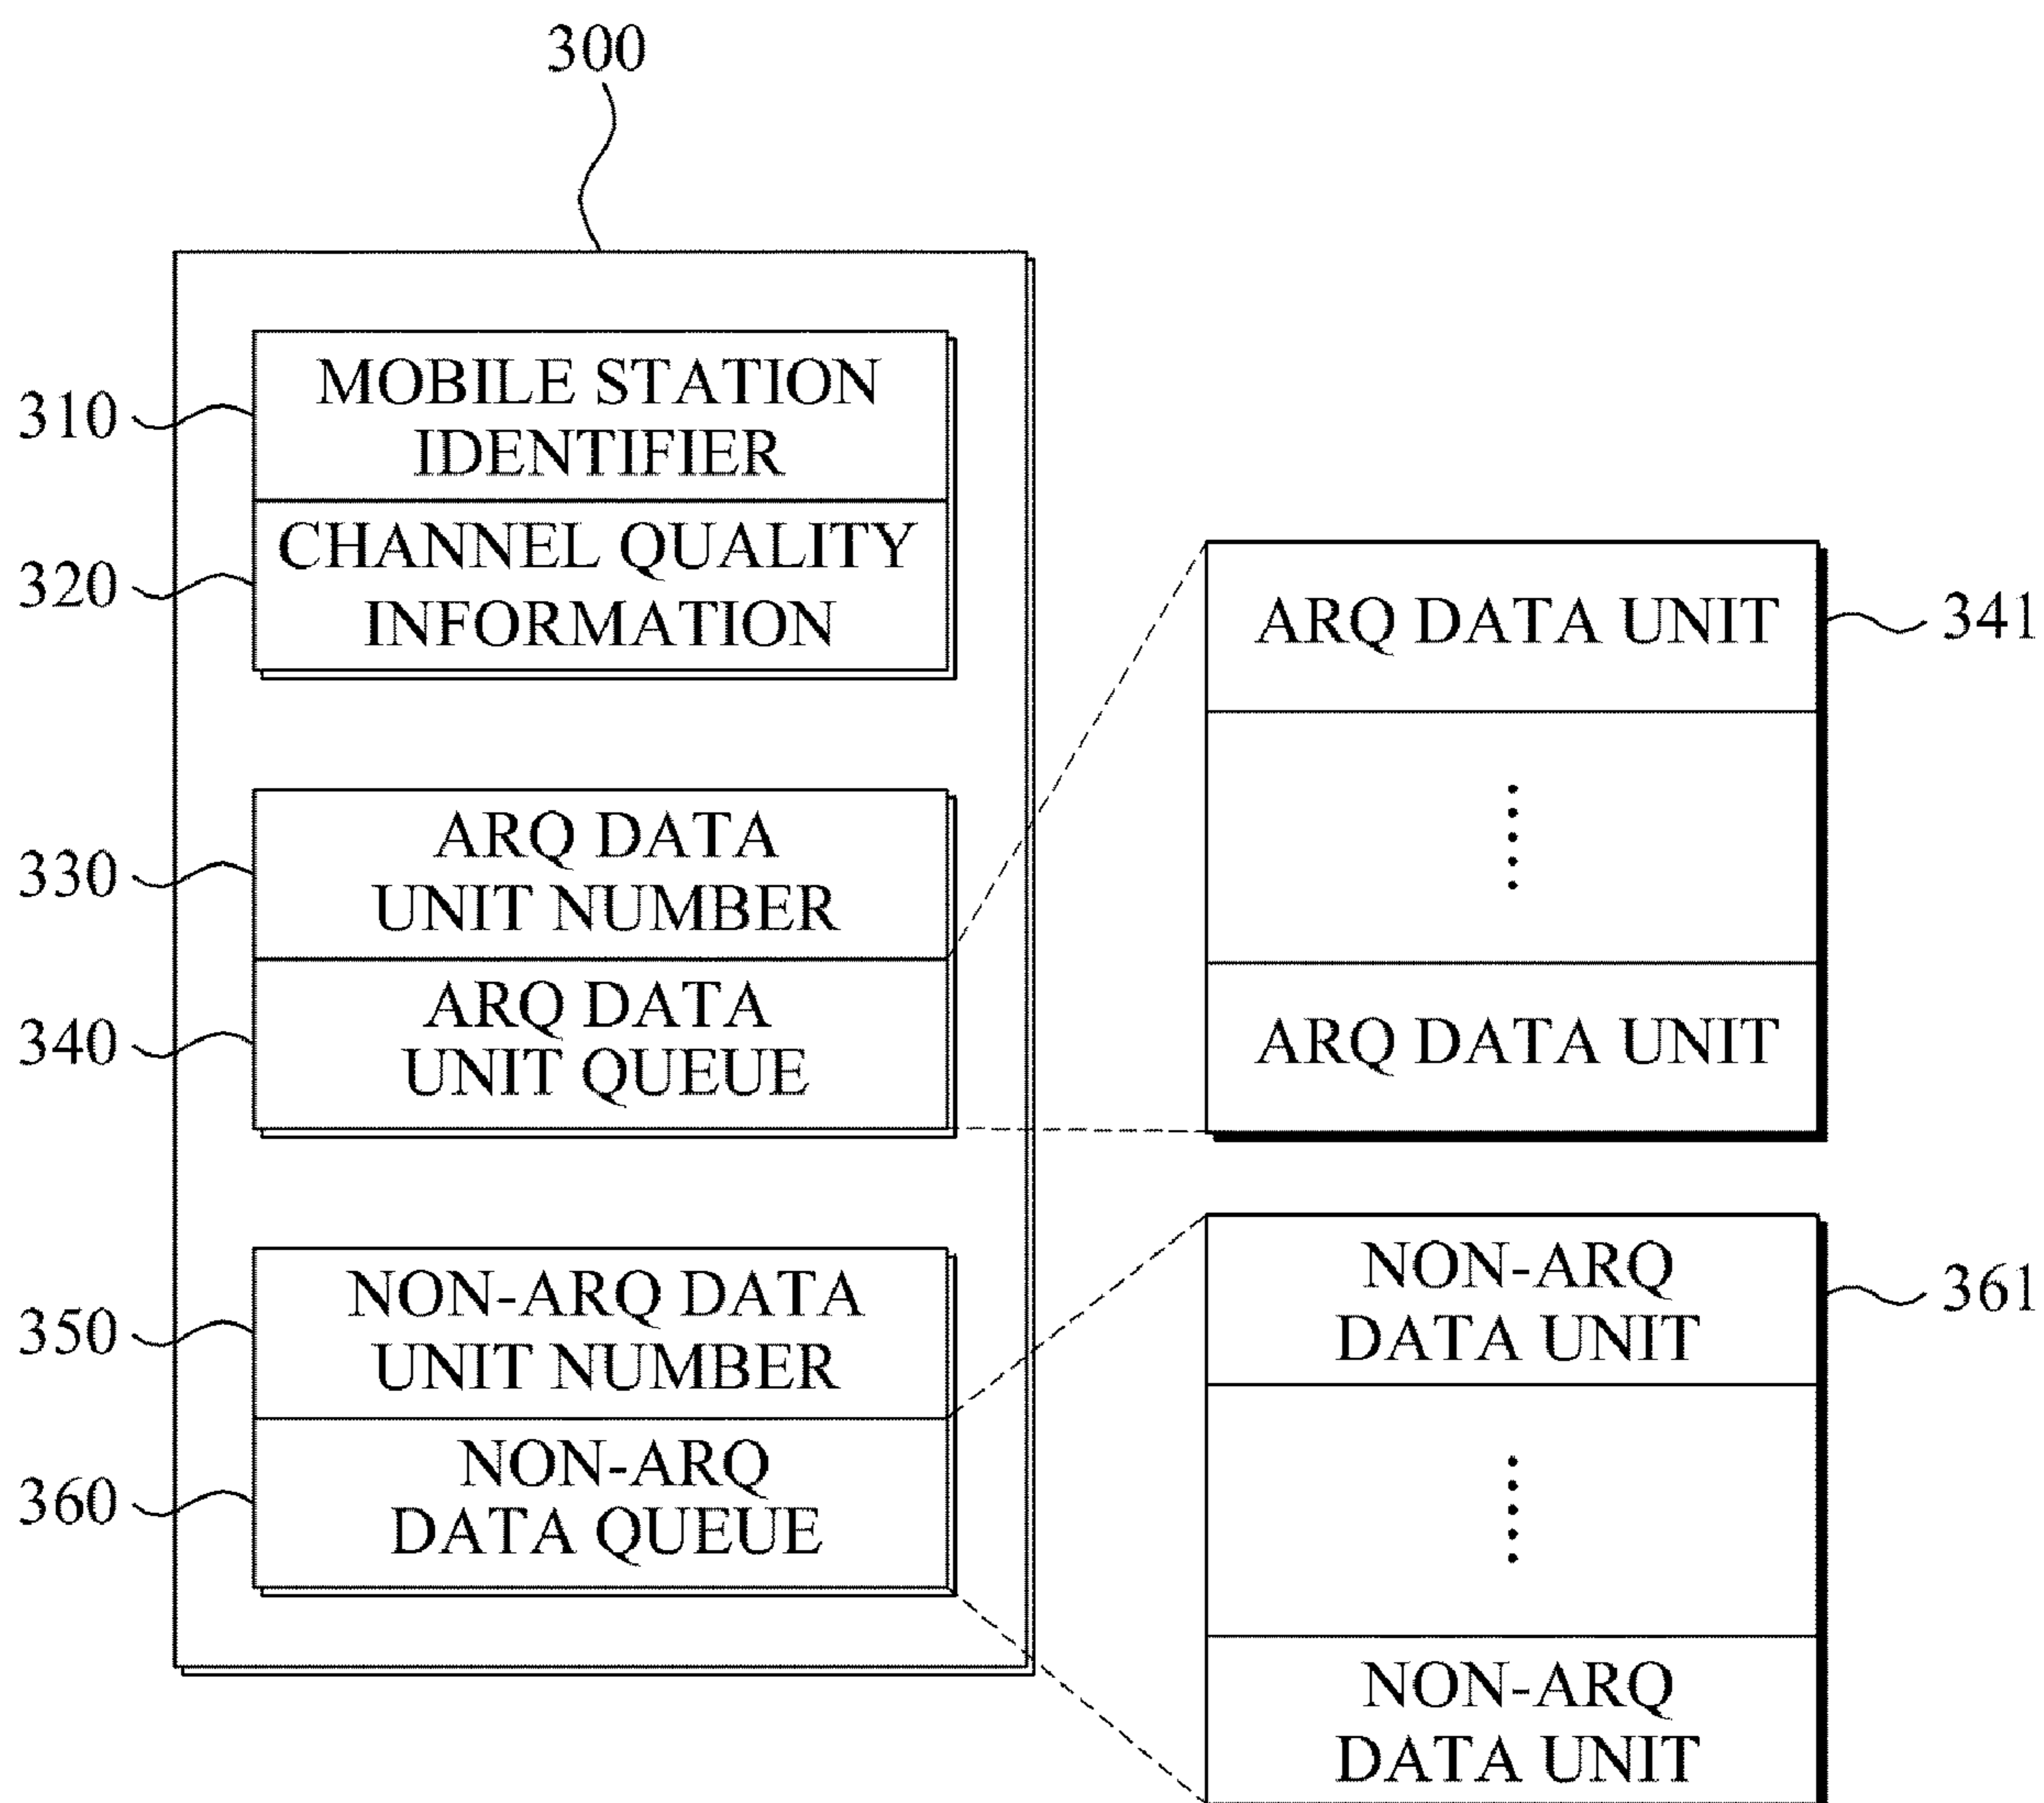 300
310
MOBILE STATION
IDENTIFIER
320
CHANNEL QUALITY
INFORMATION
330
ARQ DATA
UNIT NUMBER
340
ARQ DATA
UNIT QUEUE
350
NON-ARQ DATA
UNIT NUMBER
360
NON-ARQ
DATA QUEUE
ARQ DATA UNIT
341
ARQ DATA UNIT
NON-ARQ
DATA UNIT
361
NON-ARQ
DATA UNIT